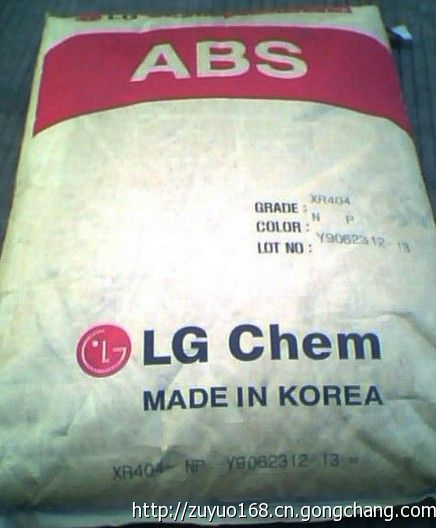 ABS
GRADE : XR404
COLOR : N P
LOT NO : Y9062312 13
LG Chem
MADE IN KOREA
XR404- NP Y9062312 13
http://zuyuo168.cn.gongchang.com